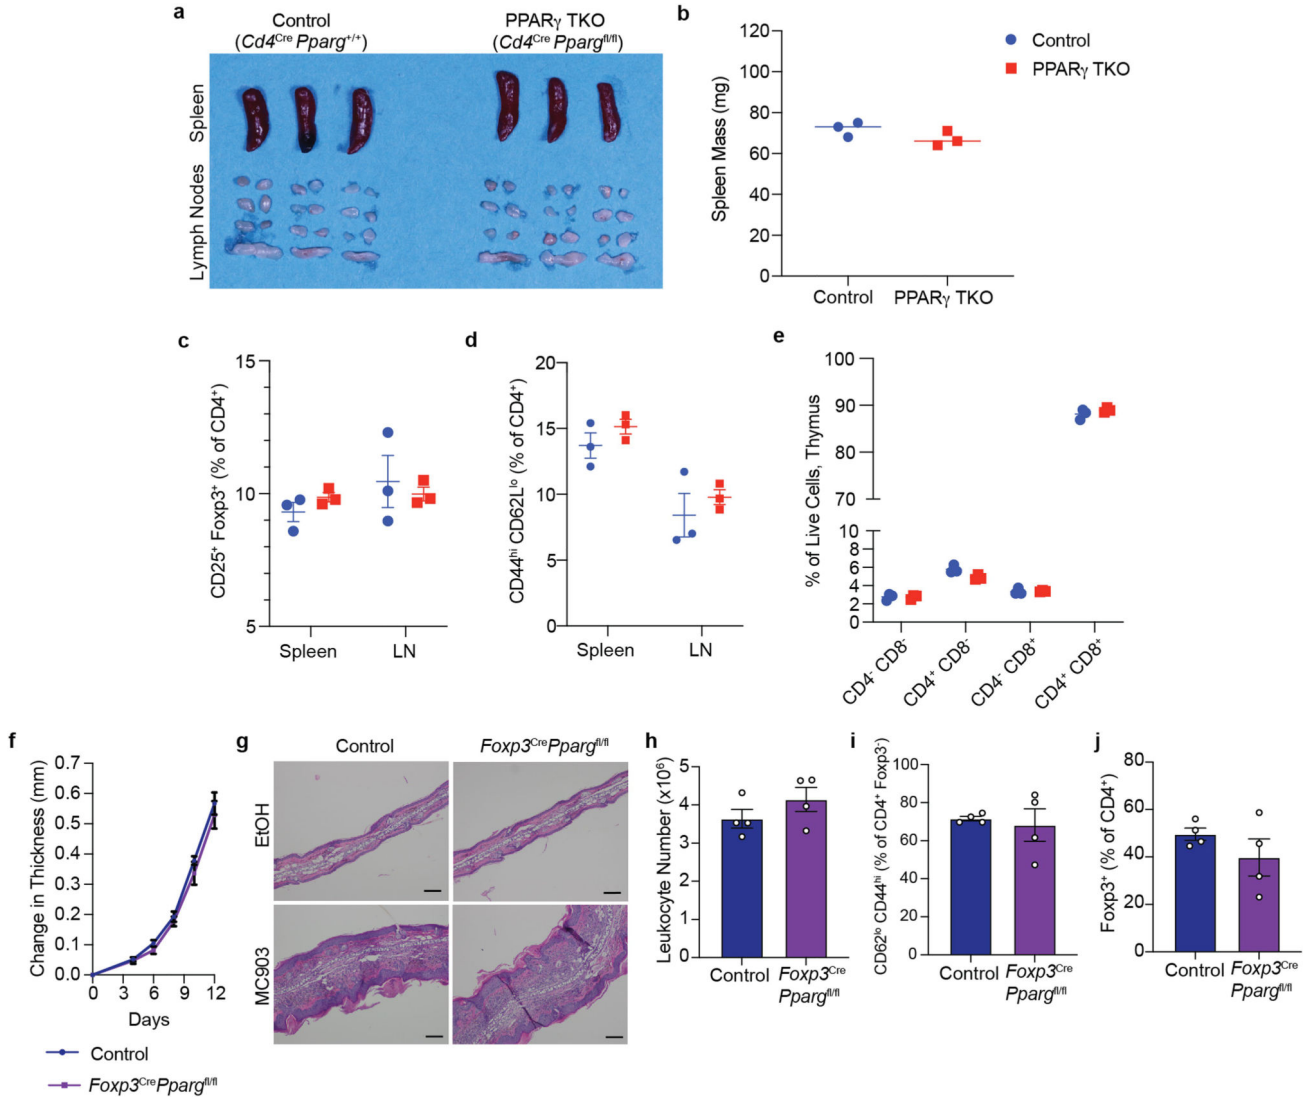 a
Control
(Cd4Cre Pparg+/+)
PPARγ TKO
(Cd4Cre Ppargfl/fl)
Spleen
Lymph Nodes
b
Spleen Mass (mg)
120
100
80
60
40
20
0
Control
PPARγ TKO
Control
PPARγ TKO
c
CD25+ Foxp3+ (% of CD4+)
15
10
5
Spleen
LN
d
CD44hi CD62Llo (% of CD4+)
20
15
10
5
0
Spleen
LN
e
% of Live Cells, Thymus
100
90
80
70
10
8
6
4
2
0
CD4- CD8-
CD4+ CD8-
CD4- CD8+
CD4+ CD8+
f
Change in Thickness (mm)
0.7
0.6
0.5
0.4
0.3
0.2
0.1
0.0
0 3 6 9 12
Days
Control
Foxp3CrePpargfl/fl
g
Control
Foxp3CrePpargfl/fl
EtOH
MC903
h
Leukocyte Number (x10⁶)
5
4
3
2
1
0
Control
Foxp3Cre
Ppargfl/fl
i
CD62lo CD44hi (% of CD4+ Foxp3-)
100
80
60
40
20
0
Control
Foxp3Cre
Ppargfl/fl
j
Foxp3+ (% of CD4+)
80
60
40
20
0
Control
Foxp3Cre
Ppargfl/fl